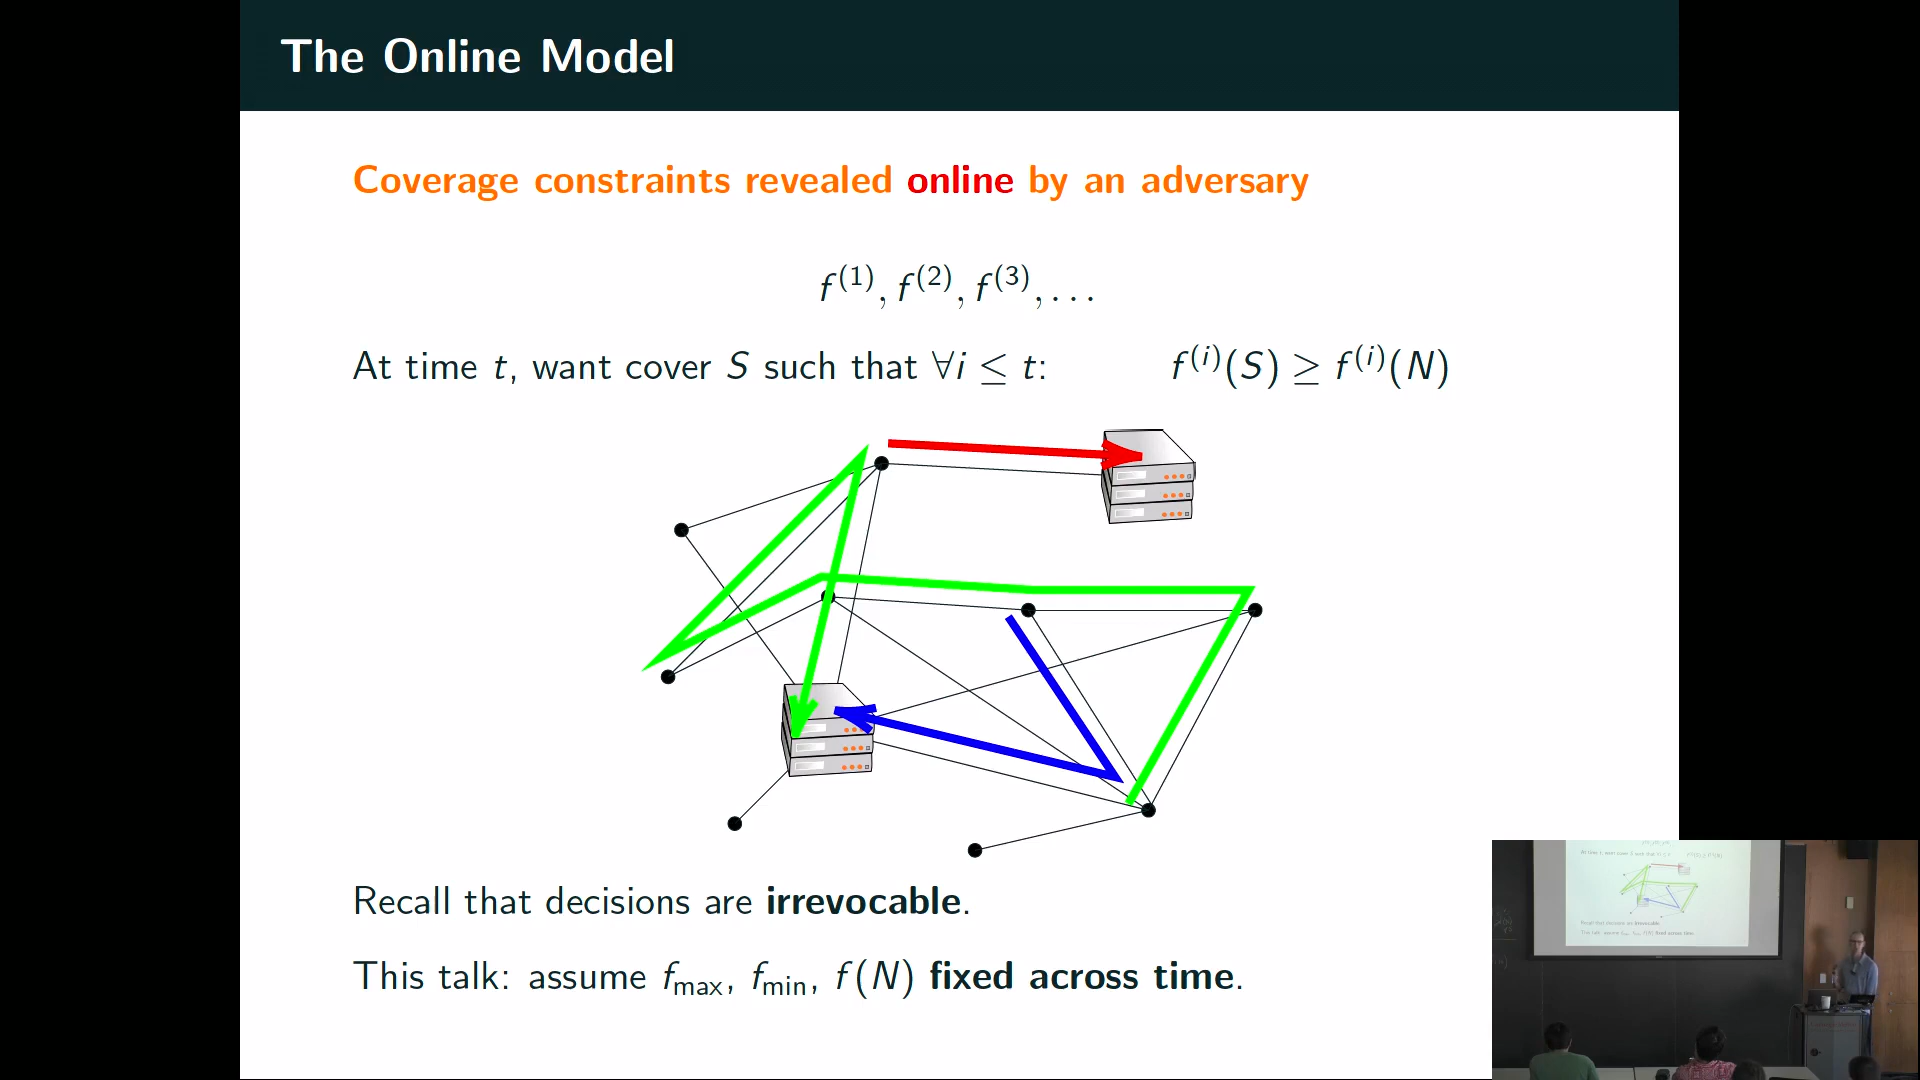 The Online Model
Coverage constraints revealed online by an adversary
f^(1), f^(2), f^(3), ...
At time t, want cover S such that ∀i ≤ t: f^(i)(S) ≥ f^(i)(N)
Recall that decisions are irrevocable.
This talk: assume f_max, f_min, f(N) fixed across time.